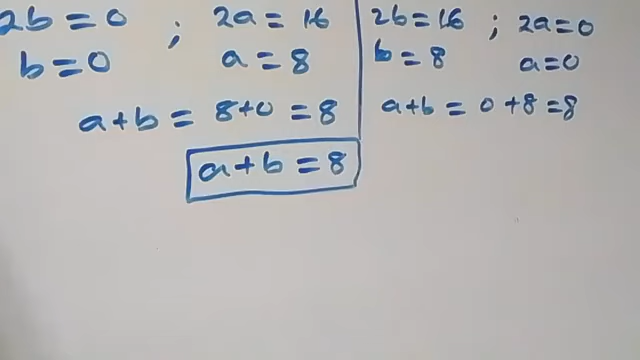 2b = 0 ; 2a = 16
b = 0 a = 8
a + b = 8 + 0 = 8
2b = 16 ; 2a = 0
b = 8 a = 0
a + b = 0 + 8 = 8
a + b = 8